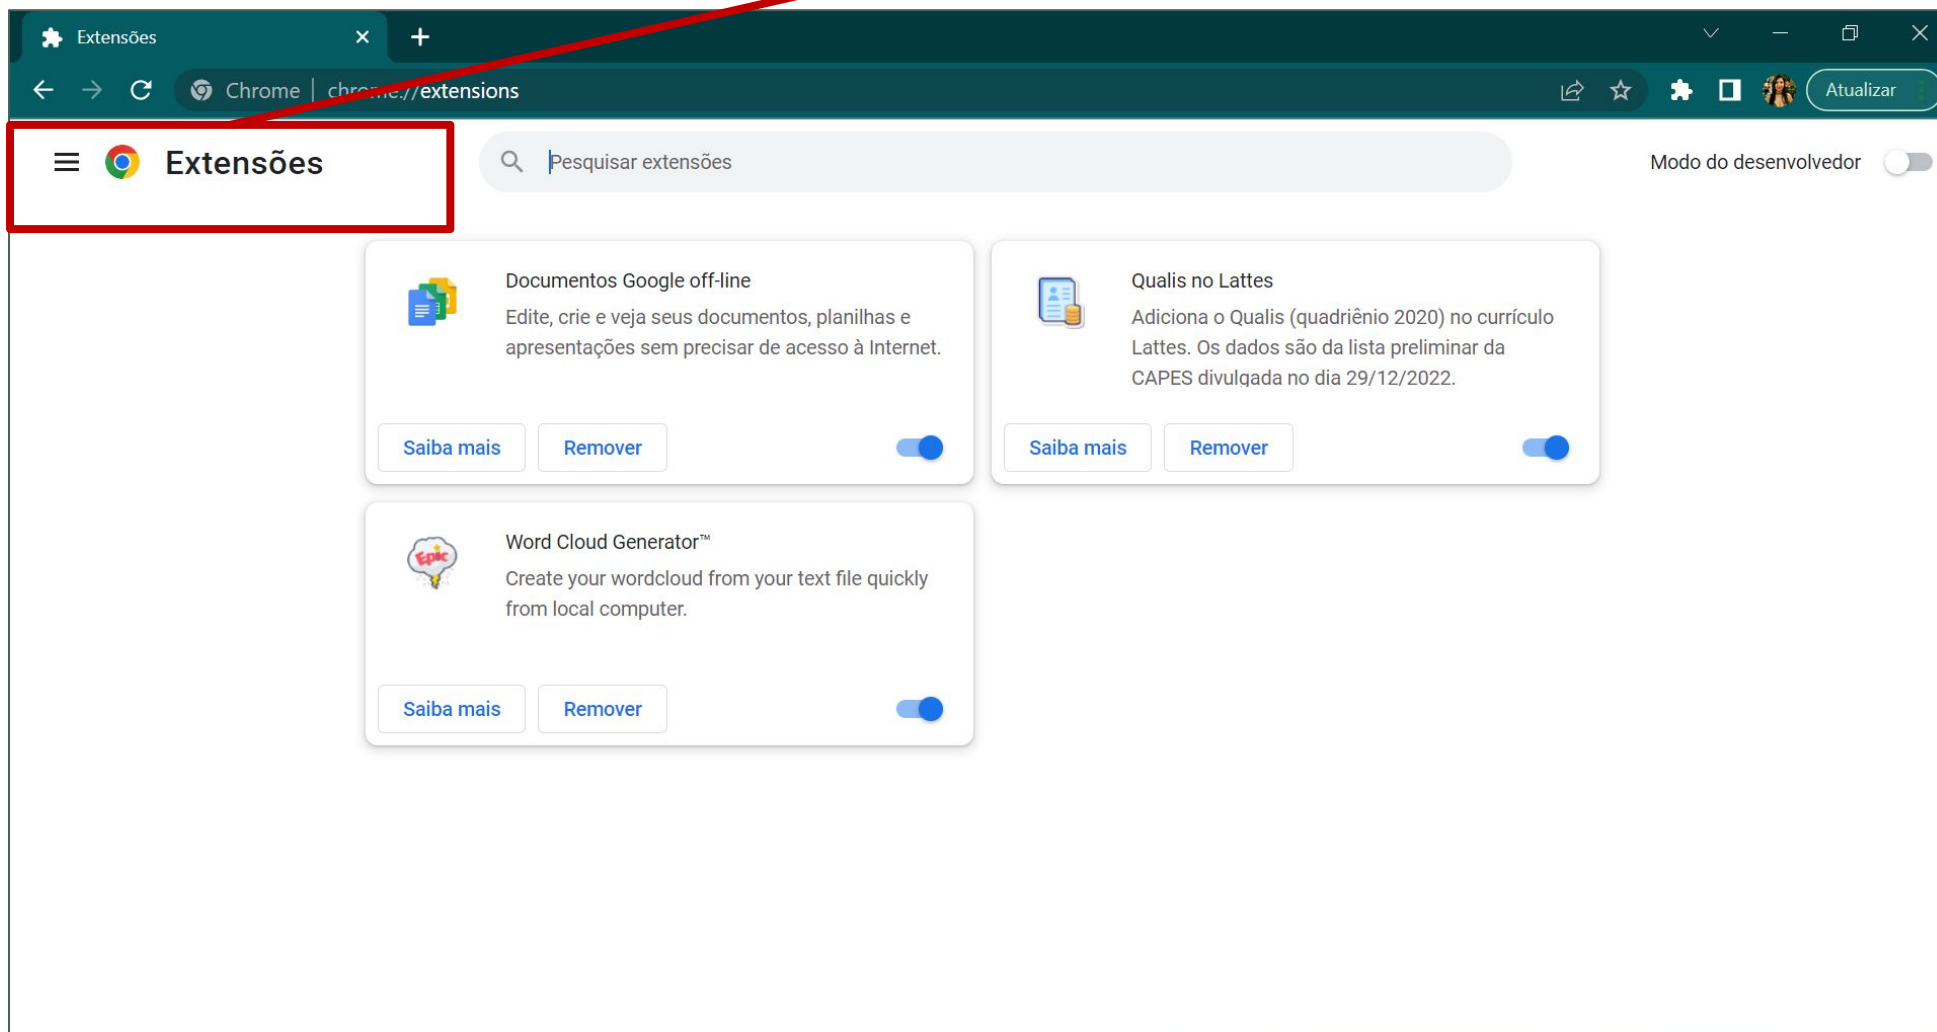 Extensões
Chrome | chrome://extensions
Atualizar
Extensões
Pesquisar extensões
Modo do desenvolvedor
Documentos Google off-line
Edite, crie e veja seus documentos, planilhas e
apresentações sem precisar de acesso à Internet.
Saiba mais
Remover
Qualis no Lattes
Adiciona o Qualis (quadriênio 2020) no currículo
Lattes. Os dados são da lista preliminar da
CAPES divulgada no dia 29/12/2022.
Saiba mais
Remover
Epic
Word Cloud Generator™
Create your wordcloud from your text file quickly
from local computer.
Saiba mais
Remover